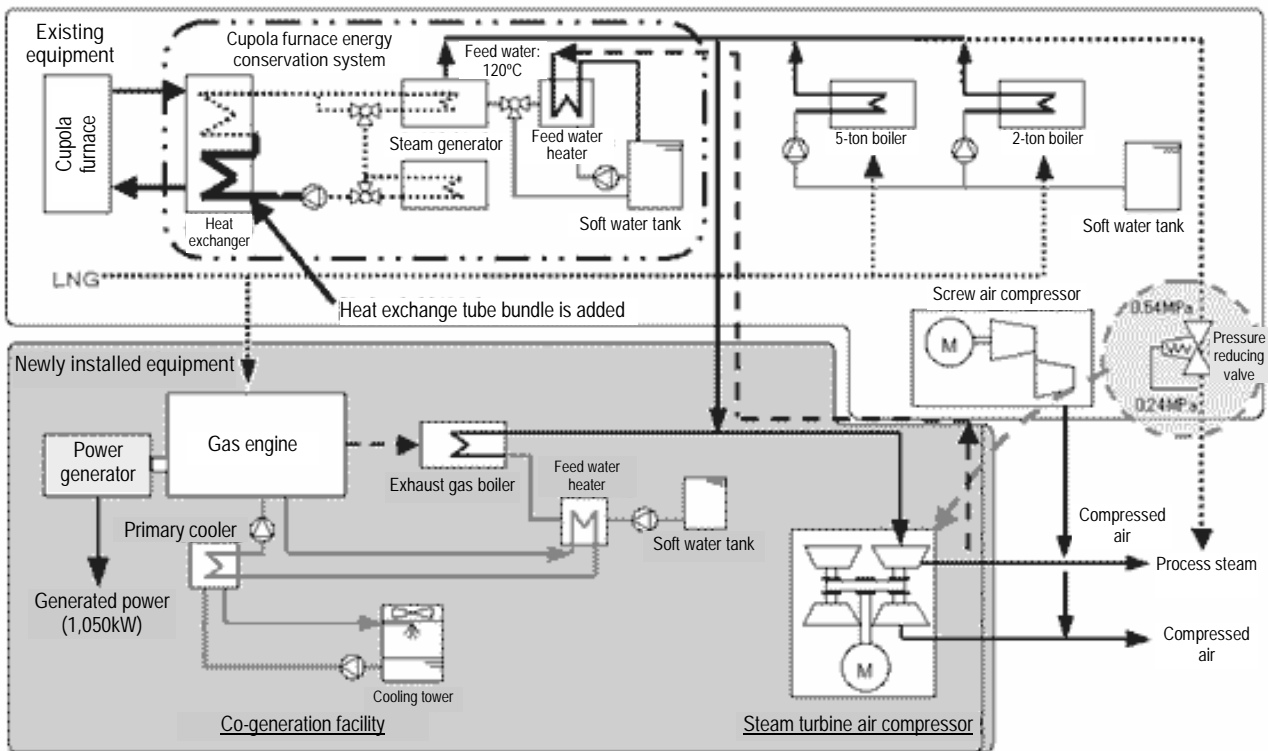 Existing
equipment
Cupola furnace energy
conservation system
Feed water:
120ºC
Cupola
furnace
Steam generator
Feed water
heater
5-ton boiler
2-ton boiler
Heat
exchanger
Soft water tank
Soft water tank
LNG
Heat exchange tube bundle is added
Screw air compressor
M
0.64MPa
Pressure
reducing
valve
0.24MPa
Newly installed equipment
Power
generator
Gas engine
Exhaust gas boiler
Feed water
heater
Soft water tank
Primary cooler
Generated power
(1,050kW)
Cooling tower
Co-generation facility
M
Steam turbine air compressor
Compressed
air
Process steam
Compressed
air